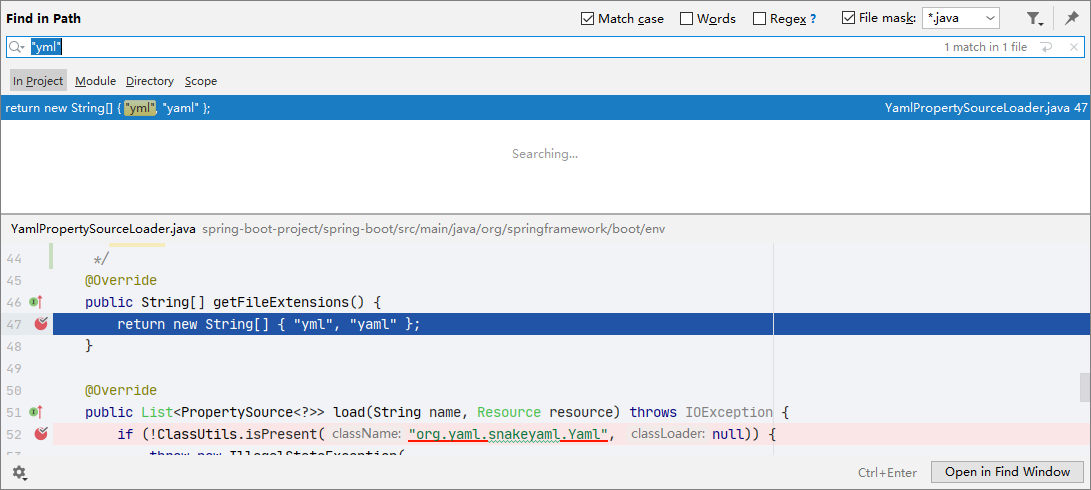 Find in Path
Match case Words Regex ? File mask: *.java
"yml" 1 match in 1 file
In Project Module Directory Scope
return new String[] { "yml", "yaml" }; YamlPropertySourceLoader.java 47
Searching...
YamlPropertySourceLoader.java spring-boot-project/spring-boot/src/main/java/org/springframework/boot/env
44 */
45 @Override
46 public String[] getFileExtensions() {
47 return new String[] { "yml", "yaml" };
48 }
49
50 @Override
51 public List<PropertySource<?>> load(String name, Resource resource) throws IOException {
52 if (!ClassUtils.isPresent( className: "org.yaml.snakeyaml.Yaml", classLoader: null)) {
53 throw new IllegalStateException(
Ctrl+Enter Open in Find Window